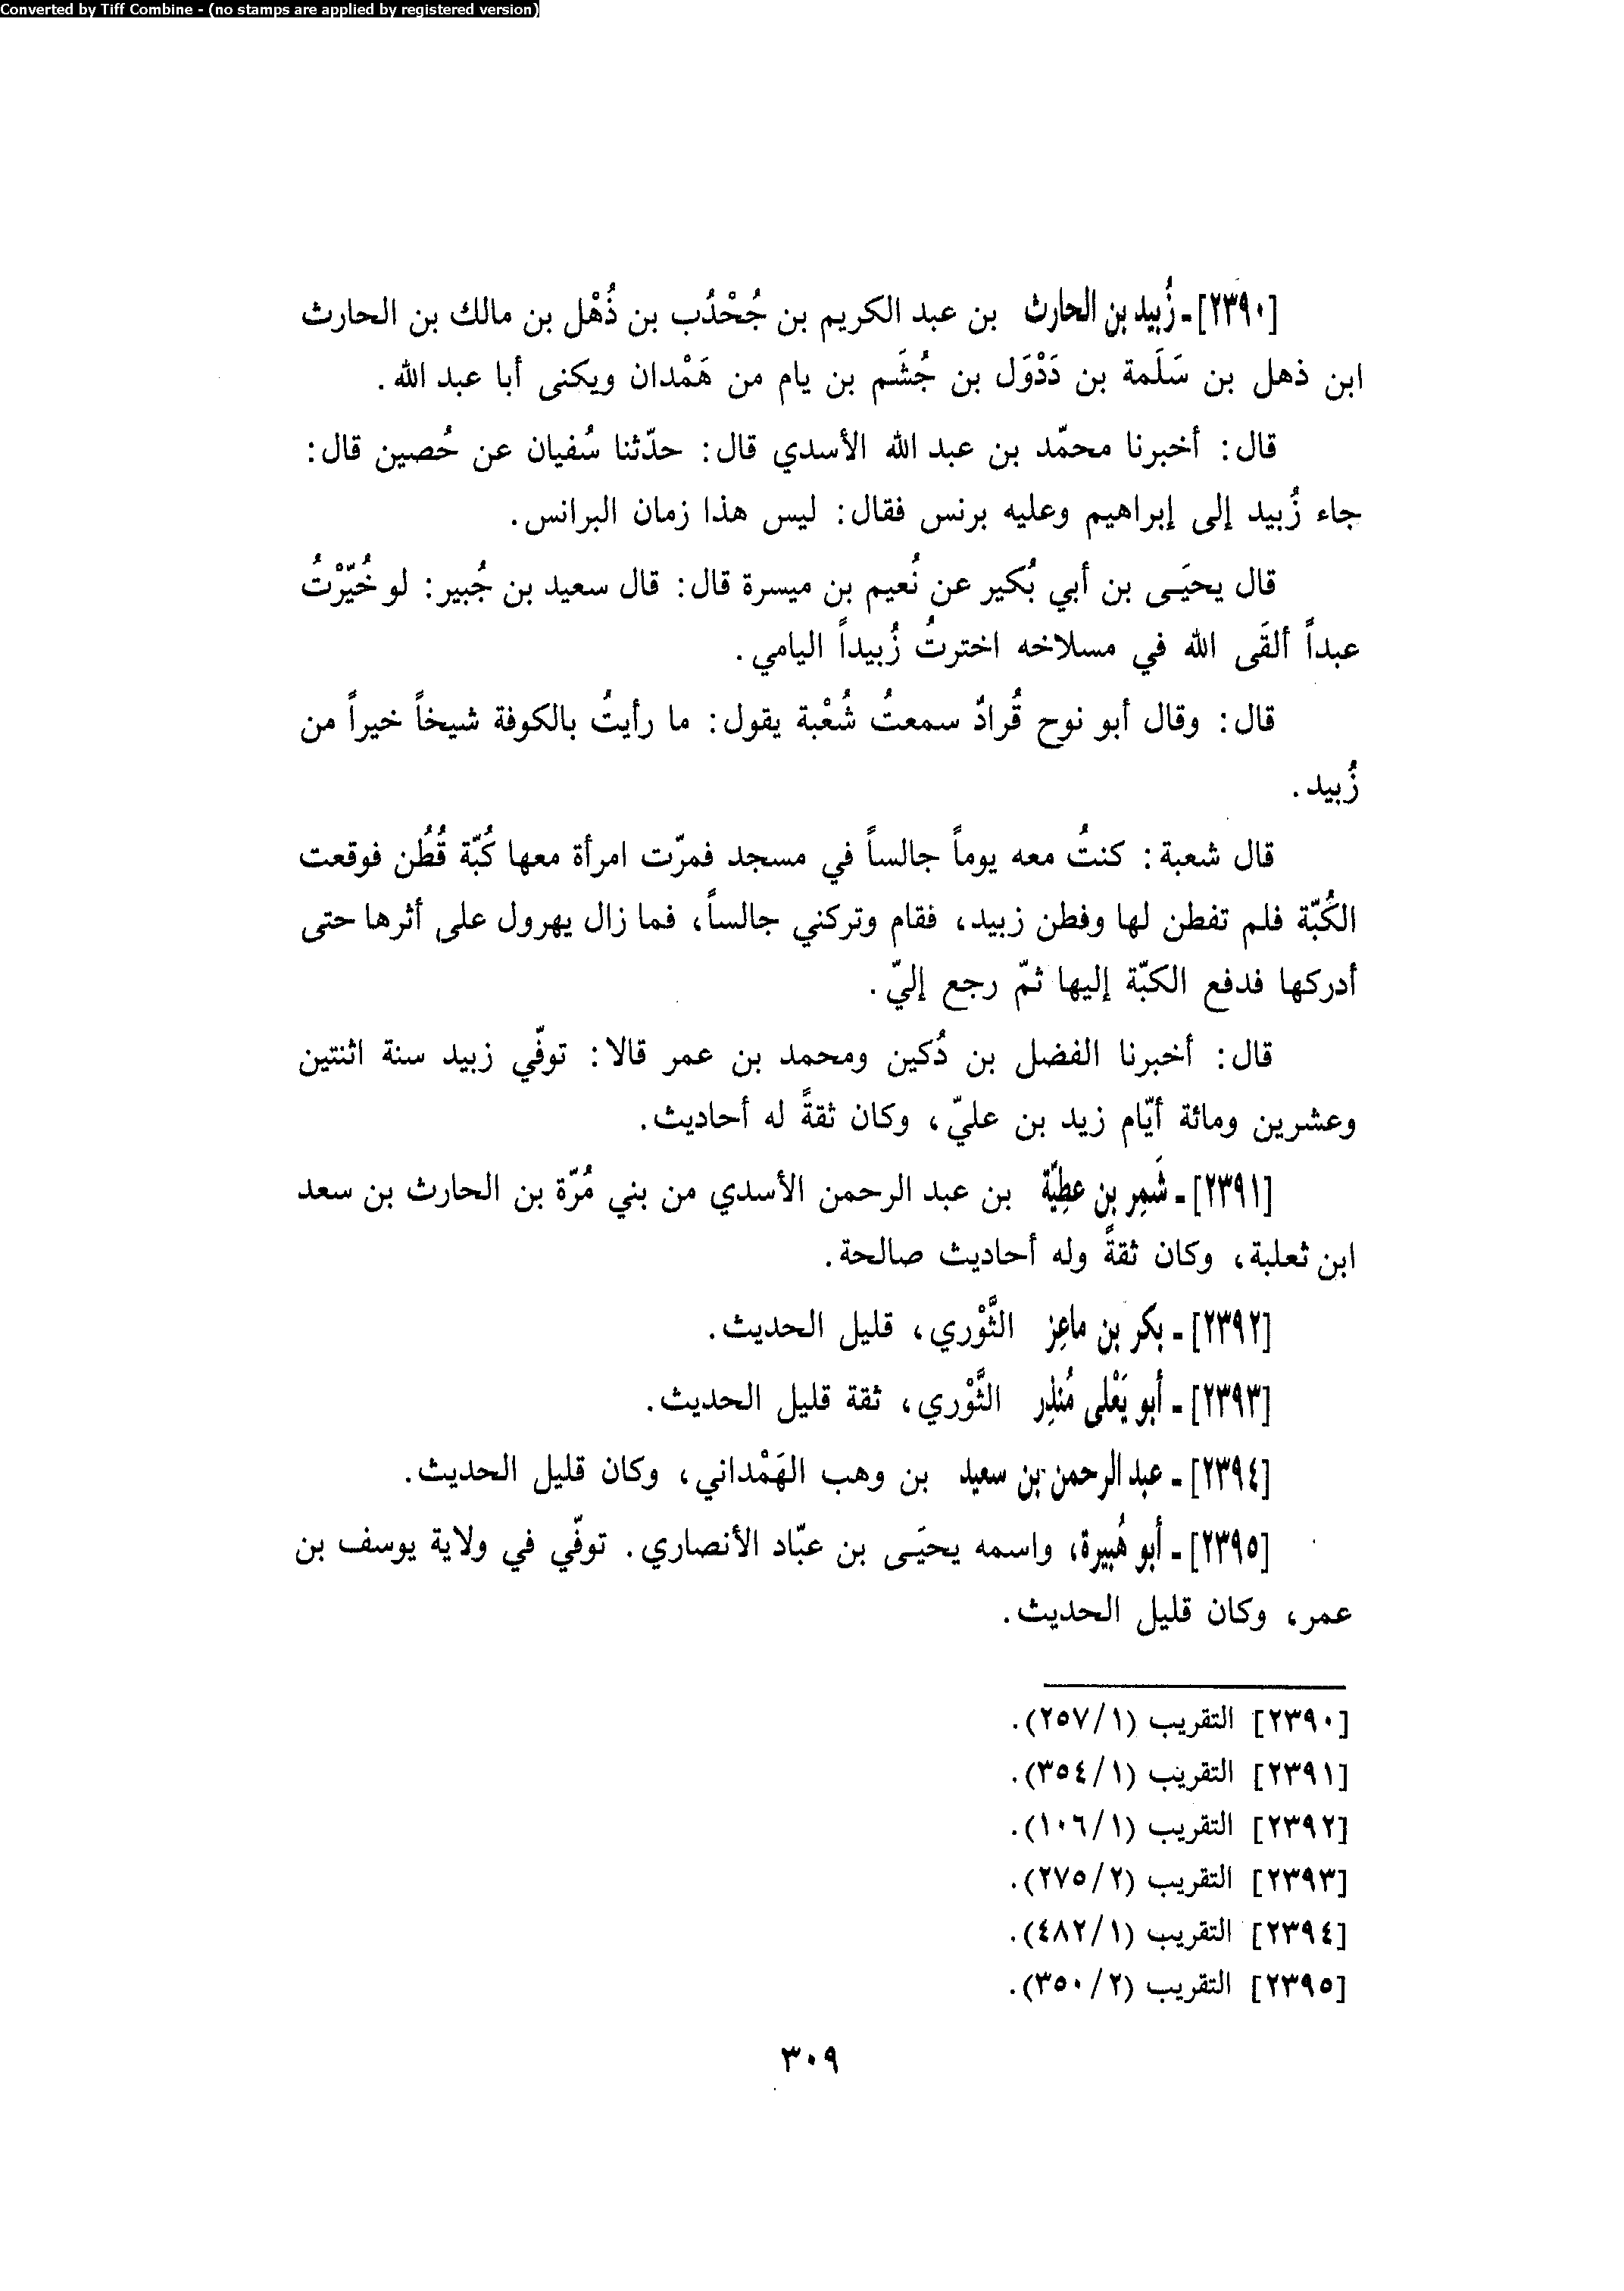 Converted by Tiff Combine - (no stamps are applied by registered version)
[٢٣٩٠] ـ زُبيد بن الحارث بن عبد الكريم بن جُحْدُب بن ذُهْل بن مالك بن الحارث
ابن ذهل بن سَلَمة بن دَدْوَل بن جُشَم بن يام من هَمْدان ويكنى أبا عبد الله.
قال: أخبرنا محمّد بن عبد الله الأسدي قال: حدّثنا سُفيان عن حُصين قال:
جاء زُبيد إلى إبراهيم وعليه برنس فقال: ليس هذا زمان البرانس.
قال يحيَى بن أبي بُكير عن نُعيم بن ميسرة قال: قال سعيد بن جُبير: لو خُيّرْتُ
عبداً ألقَى الله في مسلاخه اخترتُ زُبيداً اليامي.
قال: وقال أبو نوح قُرادٌ سمعتُ شُعْبة يقول: ما رأيتُ بالكوفة شيخاً خيراً من
زُبيد.
قال شعبة: كنتُ معه يوماً جالساً في مسجد فمرّت امرأة معها كُبّة قُطُن فوقعت
الكُبّة فلم تفطن لها وفطن زبيد، فقام وتركني جالساً، فما زال يهرول على أثرها حتى
أدركها فدفع الكبّة إليها ثمّ رجع إليّ.
قال: أخبرنا الفضل بن دُكين ومحمد بن عمر قالا: توفّي زبيد سنة اثنتين
وعشرين ومائة أيّام زيد بن عليّ، وكان ثقةً له أحاديث.
[٢٣٩١] ـ شَمِر بن عطِيّة بن عبد الرحمن الأسدي من بني مُرّة بن الحارث بن سعد
ابن ثعلبة، وكان ثقةً وله أحاديث صالحة.
[٢٣٩٢] ـ بكر بن ماعِز الثَّوْري، قليل الحديث.
[٢٣٩٣] ـ أبو يَعْلى مُنذِر الثَّوْري، ثقة قليل الحديث.
[٢٣٩٤] ـ عبد الرحمن بن سعيد بن وهب الهَمْداني، وكان قليل الحديث.
[٢٣٩٥] ـ أبو هُبيرة، واسمه يحيَى بن عبّاد الأنصاري. توفّي في ولاية يوسف بن
عمر، وكان قليل الحديث.
[٢٣٩٠] التقريب (٢٥٧/١).
[٢٣٩١] التقريب (٣٥٤/١).
[٢٣٩٢] التقريب (١٠٦/١).
[٢٣٩٣] التقريب (٢٧٥/٢).
[٢٣٩٤] التقريب (٤٨٢/١).
[٢٣٩٥] التقريب (٣٥٠/٢).
٣٠٩